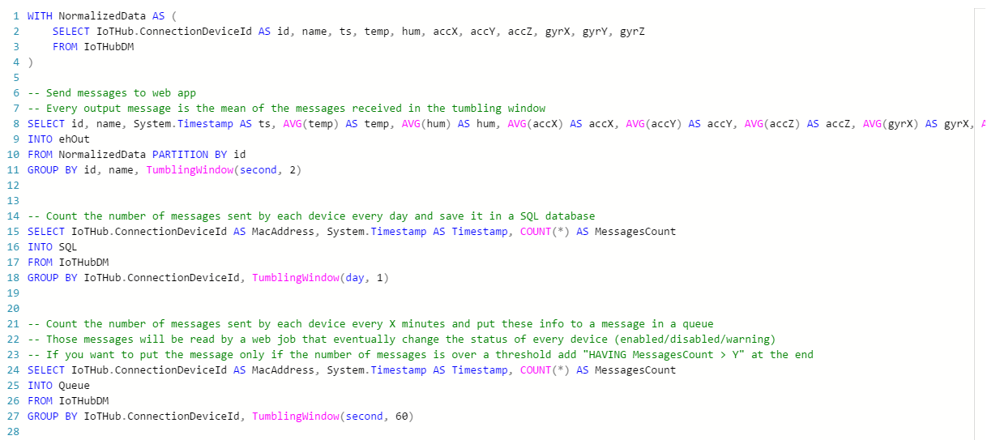 1 WITH NormalizedData AS (
2 SELECT IoTHub.ConnectionDeviceId AS id, name, ts, temp, hum, accX, accY, accZ, gyrX, gyrY, gyrZ
3 FROM IoTHubDM
4 )
5
6 -- Send messages to web app
7 -- Every output message is the mean of the messages received in the tumbling window
8 SELECT id, name, System.Timestamp AS ts, AVG(temp) AS temp, AVG(hum) AS hum, AVG(accX) AS accX, AVG(accY) AS accY, AVG(accZ) AS accZ, AVG(gyrX) AS gyrX,
9 INTO ehOut
10 FROM NormalizedData PARTITION BY id
11 GROUP BY id, name, TumblingWindow(second, 2)
12
13
14 -- Count the number of messages sent by each device every day and save it in a SQL database
15 SELECT IoTHub.ConnectionDeviceId AS MacAddress, System.Timestamp AS Timestamp, COUNT(*) AS MessagesCount
16 INTO SQL
17 FROM IoTHubDM
18 GROUP BY IoTHub.ConnectionDeviceId, TumblingWindow(day, 1)
19
20
21 -- Count the number of messages sent by each device every X minutes and put these info to a message in a queue
22 -- Those messages will be read by a web job that eventually change the status of every device (enabled/disabled/warning)
23 -- If you want to put the message only if the number of messages is over a threshold add "HAVING MessagesCount > Y" at the end
24 SELECT IoTHub.ConnectionDeviceId AS MacAddress, System.Timestamp AS Timestamp, COUNT(*) AS MessagesCount
25 INTO Queue
26 FROM IoTHubDM
27 GROUP BY IoTHub.ConnectionDeviceId, TumblingWindow(second, 60)
28